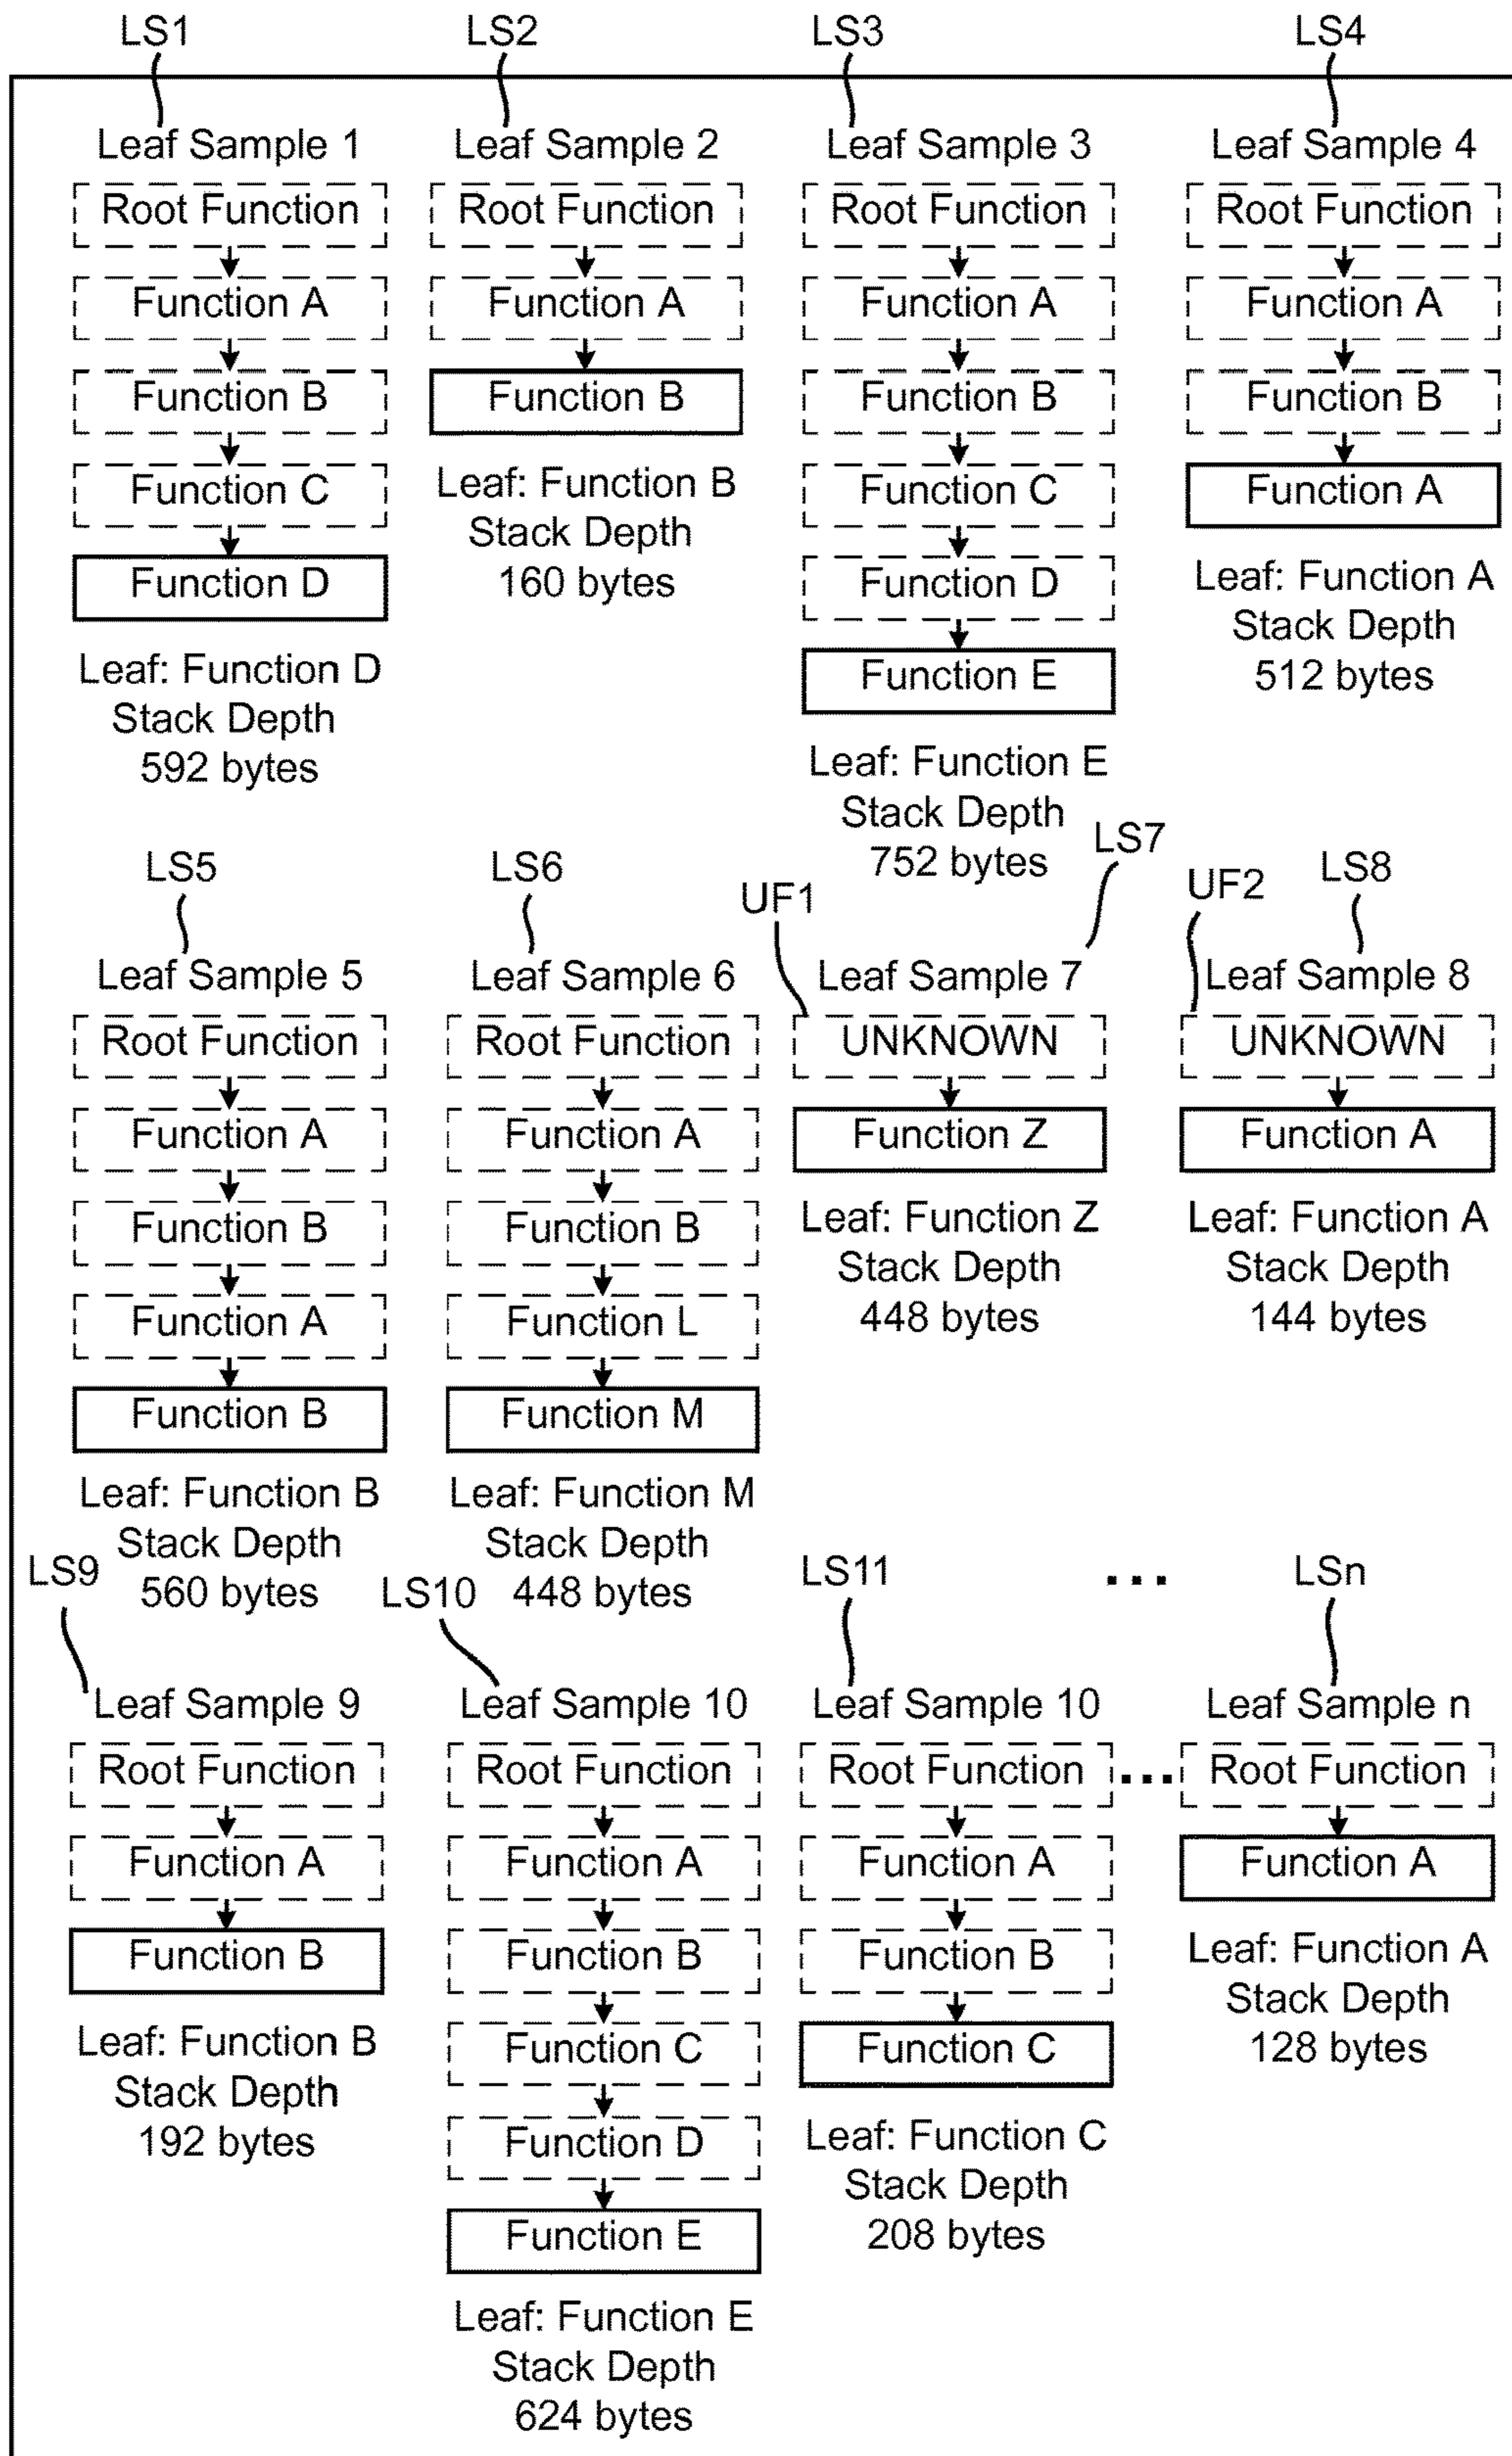 LS1
LS2
LS3
LS4
Leaf Sample 1
Root Function
Function A
Function B
Function C
Function D
Leaf: Function D
Stack Depth
592 bytes
Leaf Sample 2
Root Function
Function A
Function B
Leaf: Function B
Stack Depth
160 bytes
Leaf Sample 3
Root Function
Function A
Function B
Function C
Function D
Function E
Leaf: Function E
Stack Depth
752 bytes
Leaf Sample 4
Root Function
Function A
Function B
Function A
Leaf: Function A
Stack Depth
512 bytes
LS5
LS6
UF1
LS7
UF2
LS8
Leaf Sample 5
Root Function
Function A
Function B
Function A
Function B
Leaf: Function B
Stack Depth
560 bytes
Leaf Sample 6
Root Function
Function A
Function B
Function L
Function M
Leaf: Function M
Stack Depth
448 bytes
Leaf Sample 7
UNKNOWN
Function Z
Leaf: Function Z
Stack Depth
448 bytes
Leaf Sample 8
UNKNOWN
Function A
Leaf: Function A
Stack Depth
144 bytes
LS9
LS10
LS11
...
LSn
Leaf Sample 9
Root Function
Function A
Function B
Leaf: Function B
Stack Depth
192 bytes
Leaf Sample 10
Root Function
Function A
Function B
Function C
Function D
Function E
Leaf: Function E
Stack Depth
624 bytes
Leaf Sample 10
Root Function
Function A
Function B
Function C
Leaf: Function C
Stack Depth
208 bytes
...
Leaf Sample n
Root Function
Function A
Leaf: Function A
Stack Depth
128 bytes